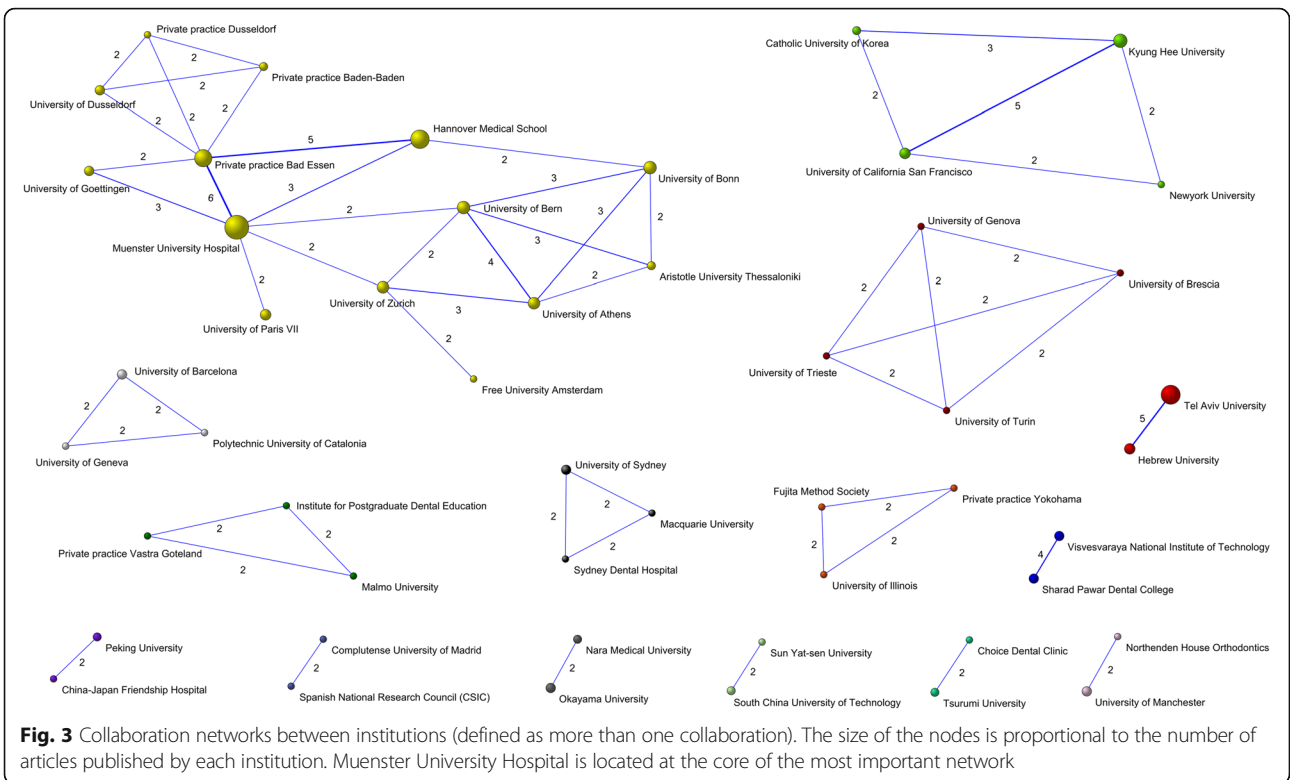 Private practice Dusseldorf
2
2
Private practice Baden-Baden
2
University of Dusseldorf
2
2
2
Hannover Medical School
5
2
Private practice Bad Essen
2
University of Goettingen
3
6
3
University of Bonn
3
2
University of Bern
3
2
3
Muenster University Hospital
2
2
4
2
Aristotle University Thessaloniki
2
University of Zurich
3
University of Athens
University of Paris VII
2
Free University Amsterdam
Catholic University of Korea
3
Kyung Hee University
2
5
2
University of California San Francisco
2
Newyork University
University of Genova
2
University of Brescia
2
2
2
University of Trieste
2
2
University of Turin
Tel Aviv University
5
Hebrew University
University of Barcelona
2
2
2
Polytechnic University of Catalonia
University of Geneva
Institute for Postgraduate Dental Education
2
2
Private practice Vastra Goteland
2
Malmo University
University of Sydney
2
2
Macquarie University
2
Sydney Dental Hospital
Fujita Method Society
Private practice Yokohama
2
2
2
University of Illinois
Visvesvaraya National Institute of Technology
4
Sharad Pawar Dental College
Peking University
2
China-Japan Friendship Hospital
Complutense University of Madrid
2
Spanish National Research Council (CSIC)
Nara Medical University
2
Okayama University
Sun Yat-sen University
2
South China University of Technology
Choice Dental Clinic
2
Tsurumi University
Northenden House Orthodontics
2
University of Manchester
Fig. 3 Collaboration networks between institutions (defined as more than one collaboration). The size of the nodes is proportional to the number of
articles published by each institution. Muenster University Hospital is located at the core of the most important network